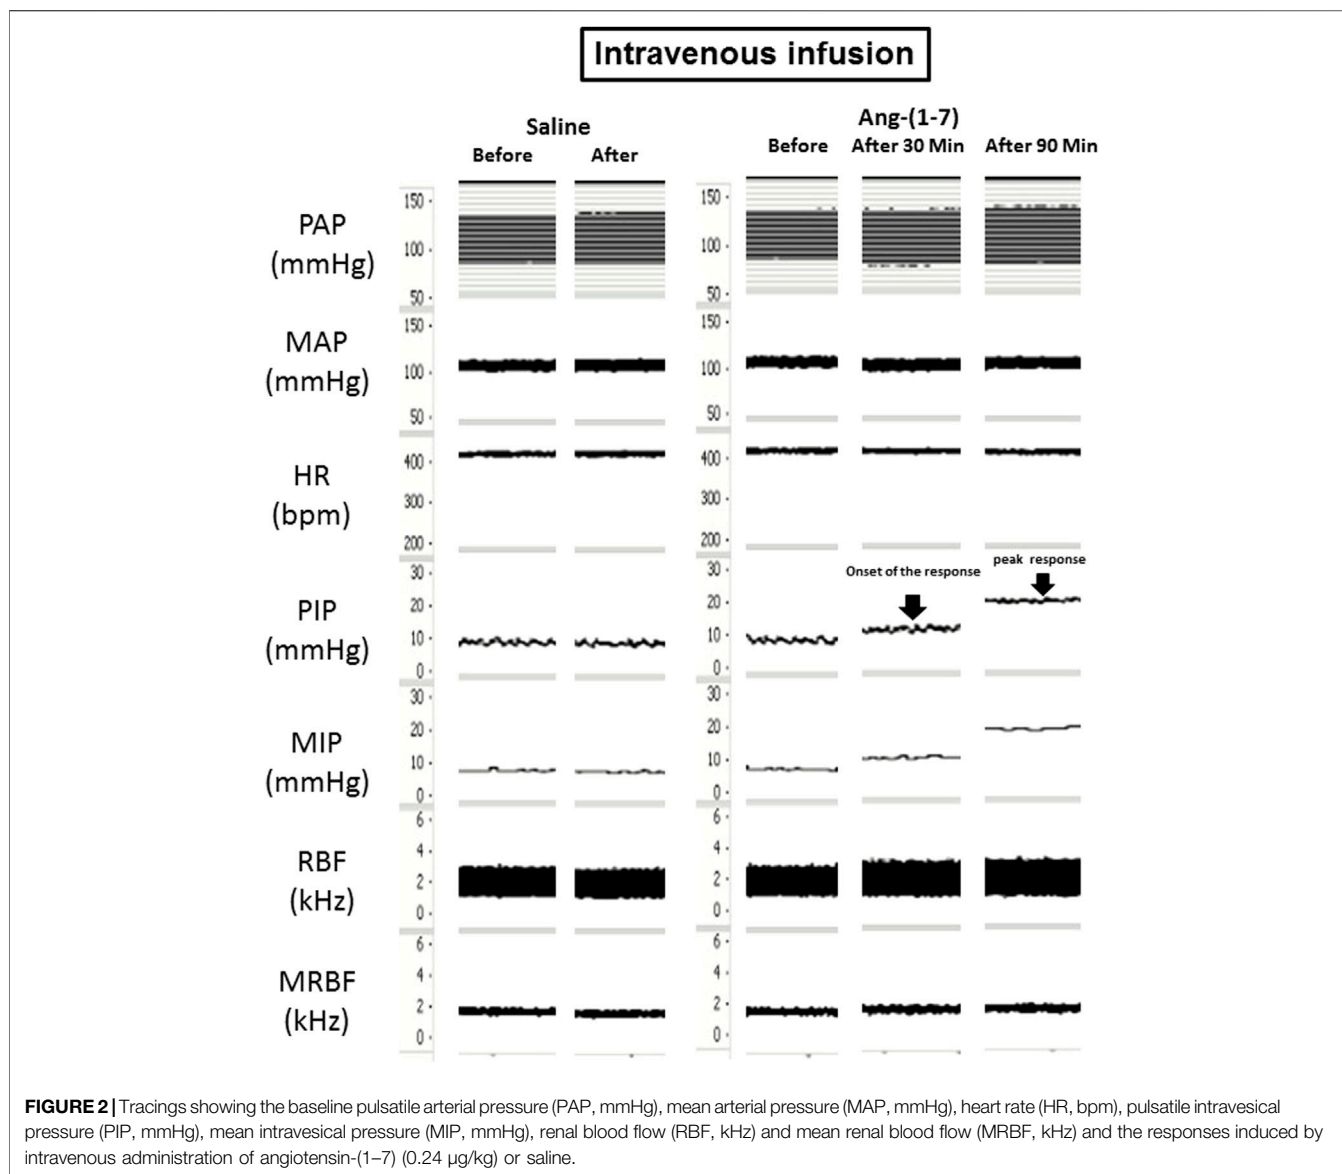 Intravenous infusion
Saline
Before After
Ang-(1-7)
Before After 30 Min After 90 Min
PAP
(mmHg)
150
100
50
150
100
50
MAP
(mmHg)
150
100
50
150
100
50
HR
(bpm)
400
300
200
400
300
200
PIP
(mmHg)
30
20
10
0
30
20
10
0
Onset of the response
peak response
MIP
(mmHg)
30
20
10
0
30
20
10
0
RBF
(kHz)
6
4
2
0
6
4
2
0
MRBF
(kHz)
6
4
2
0
6
4
2
0
FIGURE 2 | Tracings showing the baseline pulsatile arterial pressure (PAP, mmHg), mean arterial pressure (MAP, mmHg), heart rate (HR, bpm), pulsatile intravesical
pressure (PIP, mmHg), mean intravesical pressure (MIP, mmHg), renal blood flow (RBF, kHz) and mean renal blood flow (MRBF, kHz) and the responses induced by
intravenous administration of angiotensin-(1–7) (0.24 μg/kg) or saline.